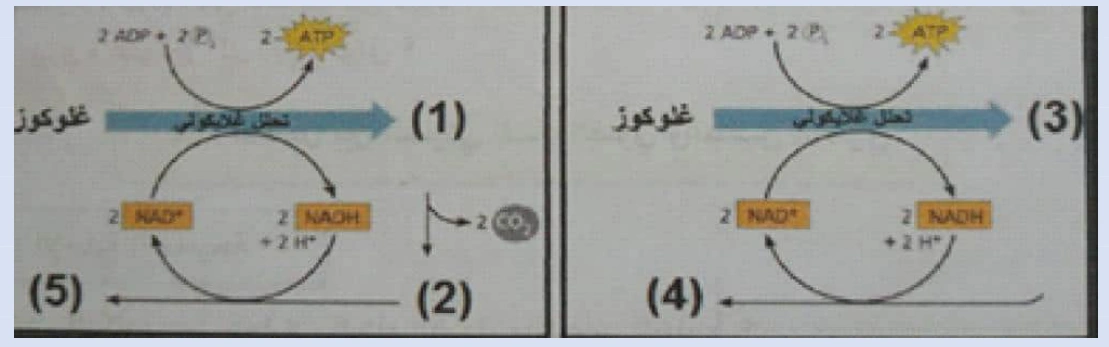 2 ADP + 2 Pᵢ
2 ATP
غلوكوز
تحلل غلايكولي
(1)
2 NAD⁺
2 NADH
+ 2 H⁺
2 CO₂
(5)
(2)
2 ADP + 2 Pᵢ
2 ATP
غلوكوز
تحلل غلايكولي
(3)
2 NAD⁺
2 NADH
+ 2 H⁺
(4)